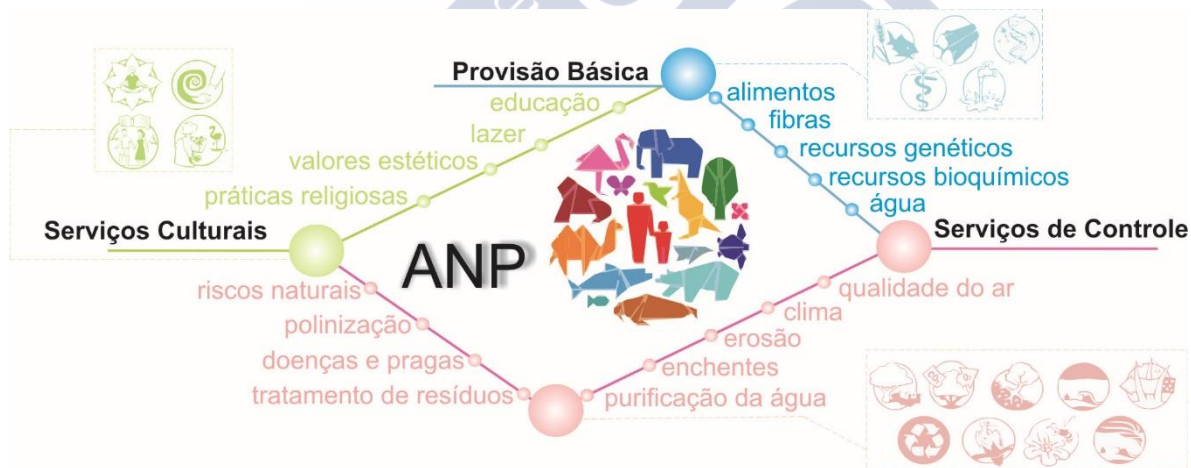 Provisão Básica
educação
lazer
valores estéticos
práticas religiosas
Serviços Culturais
alimentos
fibras
recursos genéticos
recursos bioquímicos
água
Serviços de Controle
ANP
riscos naturais
polinização
doenças e pragas
tratamento de resíduos
qualidade do ar
clima
erosão
enchentes
purificação da água